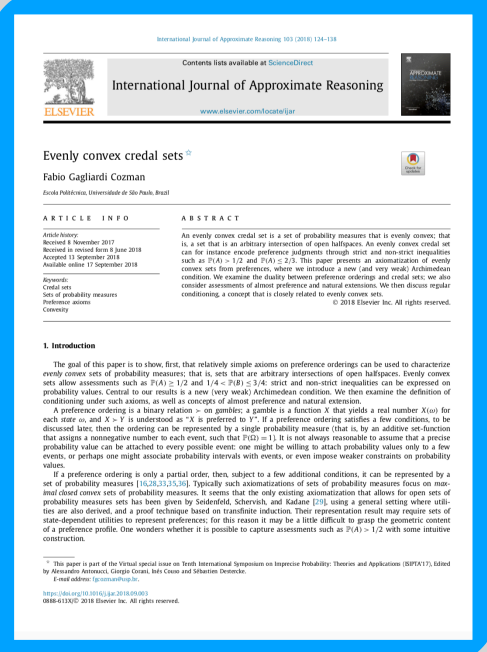 International Journal of Approximate Reasoning 103 (2018) 124–138
Contents lists available at ScienceDirect
International Journal of Approximate Reasoning
www.elsevier.com/locate/ijar
ELSEVIER
APPROXIMATE
Evenly convex credal sets ☆
Check for updates
Fabio Gagliardi Cozman
Escola Politécnica, Universidade de São Paulo, Brazil
ARTICLE INFO
Article history:
Received 8 November 2017
Received in revised form 8 June 2018
Accepted 13 September 2018
Available online 17 September 2018
Keywords:
Credal sets
Sets of probability measures
Preference axioms
Convexity
ABSTRACT
An evenly convex credal set is a set of probability measures that is evenly convex; that
is, a set that is an arbitrary intersection of open halfspaces. An evenly convex credal set
can for instance encode preference judgments through strict and non-strict inequalities
such as ℙ(A) > 1/2 and ℙ(A) ≤ 2/3. This paper presents an axiomatization of evenly
convex sets from preferences, where we introduce a new (and very weak) Archimedean
condition. We examine the duality between preference orderings and credal sets; we also
consider assessments of almost preference and natural extensions. We then discuss regular
conditioning, a concept that is closely related to evenly convex sets.
© 2018 Elsevier Inc. All rights reserved.
1. Introduction
The goal of this paper is to show, first, that relatively simple axioms on preference orderings can be used to characterize
evenly convex sets of probability measures; that is, sets that are arbitrary intersections of open halfspaces. Evenly convex
sets allow assessments such as ℙ(A) ≥ 1/2 and 1/4 < ℙ(B) ≤ 3/4: strict and non-strict inequalities can be expressed on
probability values. Central to our results is a new (very weak) Archimedean condition. We then examine the definition of
conditioning under such axioms, as well as concepts of almost preference and natural extension.
A preference ordering is a binary relation ≻ on gambles; a gamble is a function X that yields a real number X(ω) for
each state ω, and X ≻ Y is understood as "X is preferred to Y". If a preference ordering satisfies a few conditions, to be
discussed later, then the ordering can be represented by a single probability measure (that is, by an additive set-function
that assigns a nonnegative number to each event, such that ℙ(Ω) = 1). It is not always reasonable to assume that a precise
probability value can be attached to every possible event: one might be willing to attach probability values only to a few
events, or perhaps one might associate probability intervals with events, or even impose weaker constraints on probability
values.
If a preference ordering is only a partial order, then, subject to a few additional conditions, it can be represented by a
set of probability measures [16,28,33,35,36]. Typically such axiomatizations of sets of probability measures focus on max-
imal closed convex sets of probability measures. It seems that the only existing axiomatization that allows for open sets of
probability measures sets has been given by Seidenfeld, Schervish, and Kadane [29], using a general setting where utili-
ties are also derived, and a proof technique based on transfinite induction. Their representation result may require sets of
state-dependent utilities to represent preferences; for this reason it may be a little difficult to grasp the geometric content
of a preference profile. One wonders whether it is possible to capture assessments such as ℙ(A) > 1/2 with some intuitive
construction.
☆ This paper is part of the Virtual special issue on Tenth International Symposium on Imprecise Probability: Theories and Applications (ISIPTA'17), Edited
by Alessandro Antonucci, Giorgio Corani, Inés Couso and Sébastien Destercke.
E-mail address: fgcozman@usp.br.
https://doi.org/10.1016/j.ijar.2018.09.003
0888-613X/© 2018 Elsevier Inc. All rights reserved.